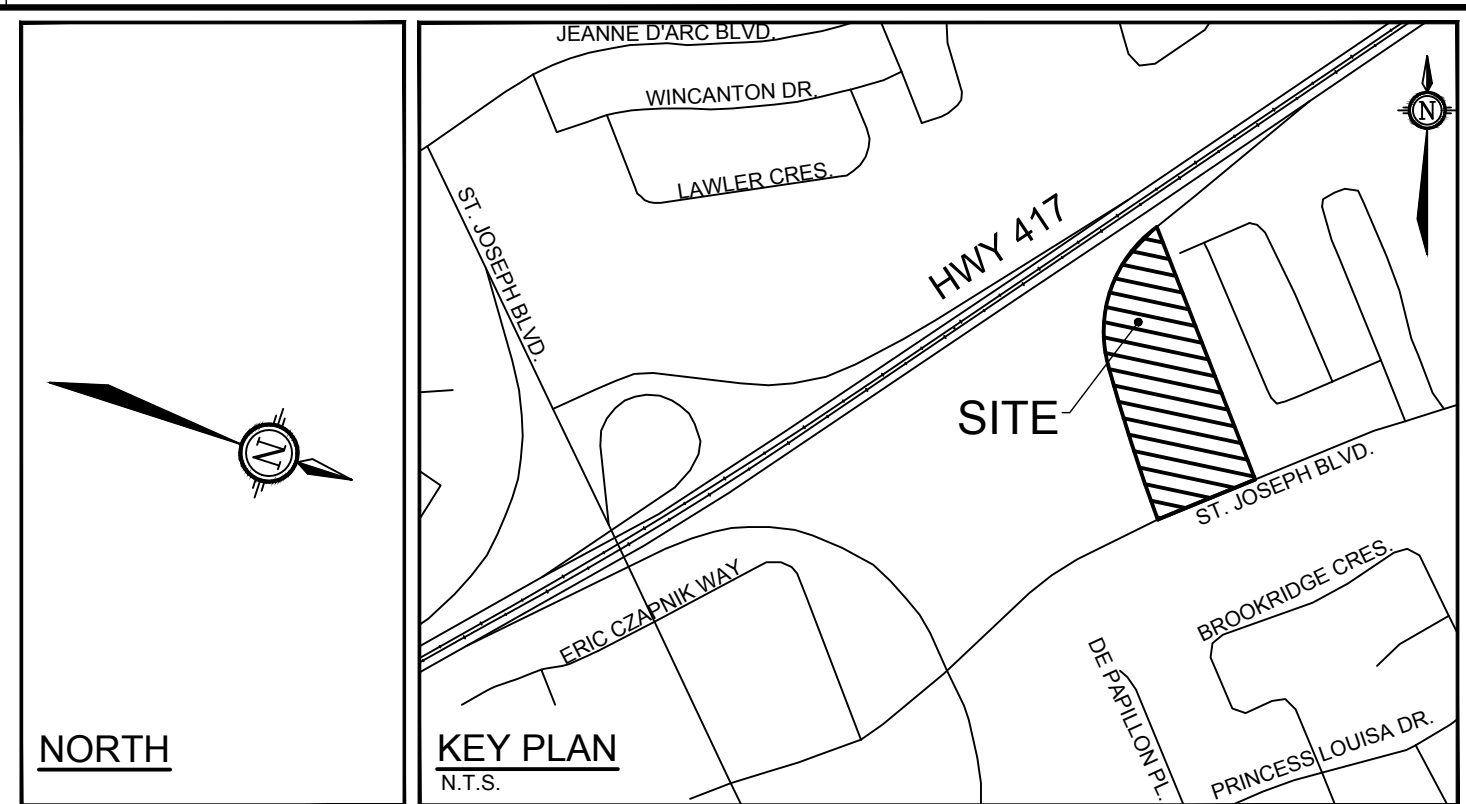 N
NORTH
JEANNE D'ARC BLVD.
WINCANTON DR.
LAWLER CRES.
N
ST. JOSEPH BLVD.
HWY 417
SITE
ST. JOSEPH BLVD.
ERIC CZAPNIK WAY
BROOKRIDGE CRES.
DE PAPILLON PL.
PRINCESS LOUISA DR.
KEY PLAN
N.T.S.